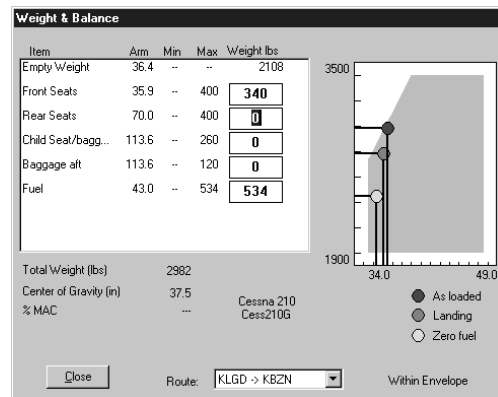 Weight & Balance
Item Arm Min Max Weight lbs
Empty Weight 36.4 -- -- 2108
Front Seats 35.9 -- 400 340
Rear Seats 70.0 -- 400 0
Child Seat/bagg... 113.6 -- 260 0
Baggage aft 113.6 -- 120 0
Fuel 43.0 -- 534 534
3500
1900
34.0 49.0
Total Weight (lbs) 2982
Center of Gravity (in) 37.5
% MAC ---
Cessna 210
Cess210G
As loaded
Landing
Zero fuel
Close
Route: KLGD -> KBZN
Within Envelope